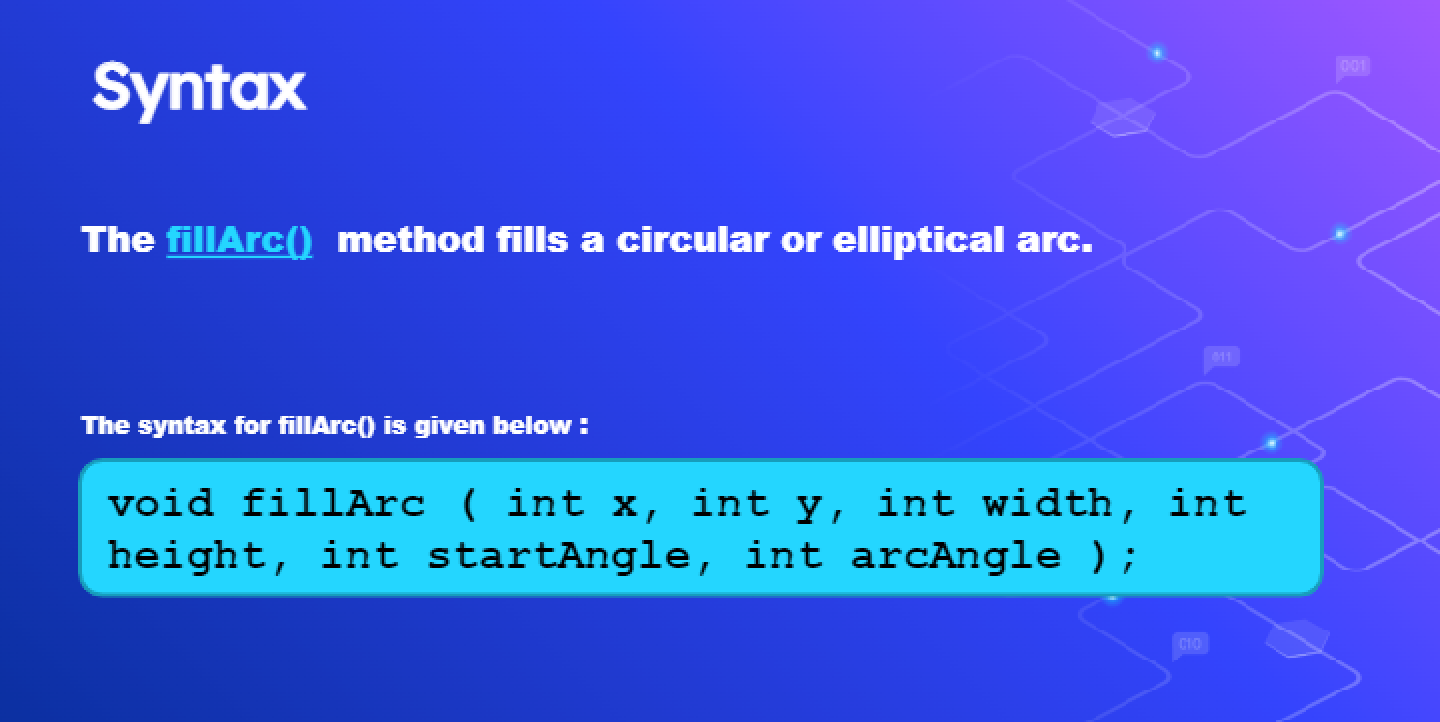 Syntax
001
The fillArc() method fills a circular or elliptical arc.
011
The syntax for fillArc() is given below :
void fillArc ( int x, int y, int width, int
height, int startAngle, int arcAngle );
010